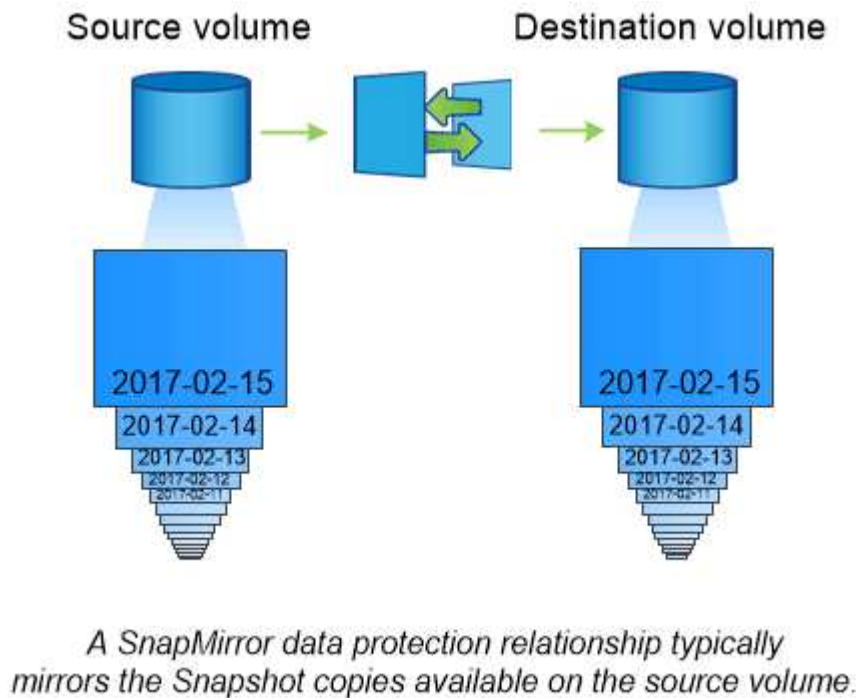 Source volume
Destination volume
2017-02-15
2017-02-14
2017-02-13
2017-02-12
2017-02-11
2017-02-15
2017-02-14
2017-02-13
2017-02-12
2017-02-11
A SnapMirror data protection relationship typically
mirrors the Snapshot copies available on the source volume